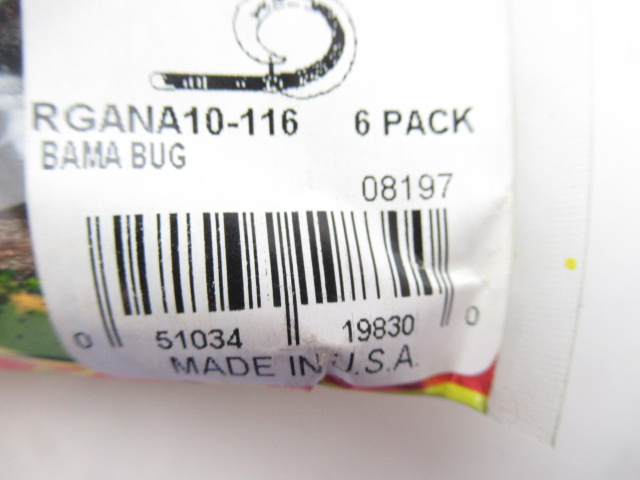 RGANA10-116 6 PACK
BAMA BUG
08197
0 51034 19830 0
MADE IN U.S.A.